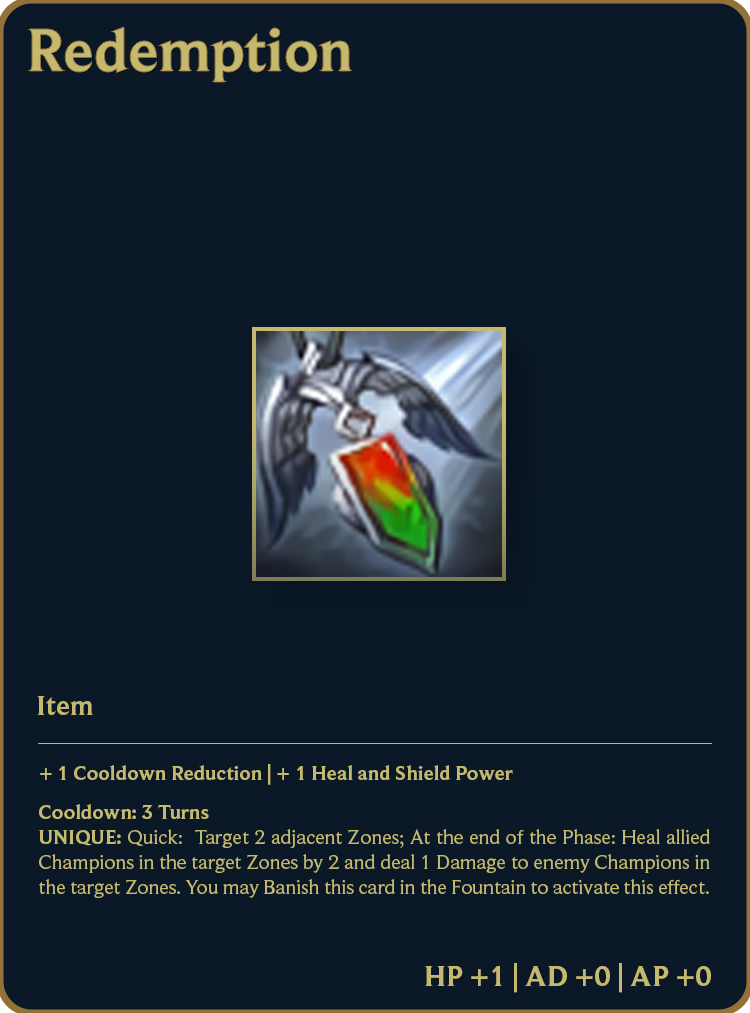 Redemption
Item
+ 1 Cooldown Reduction | + 1 Heal and Shield Power
Cooldown: 3 Turns
UNIQUE: Quick:  Target 2 adjacent Zones; At the end of the Phase: Heal allied
Champions in the target Zones by 2 and deal 1 Damage to enemy Champions in
the target Zones. You may Banish this card in the Fountain to activate this effect.
HP +1 | AD +0 | AP +0